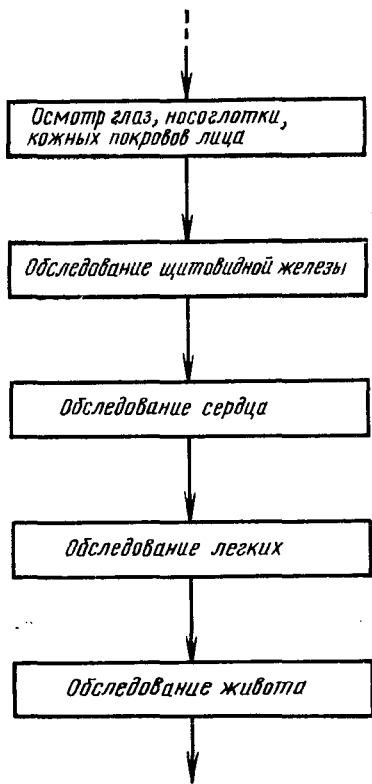 Осмотр глаз, носоглотки,
кожных покровов лица
Обследование щитовидной железы
Обследование сердца
Обследование легких
Обследование живота